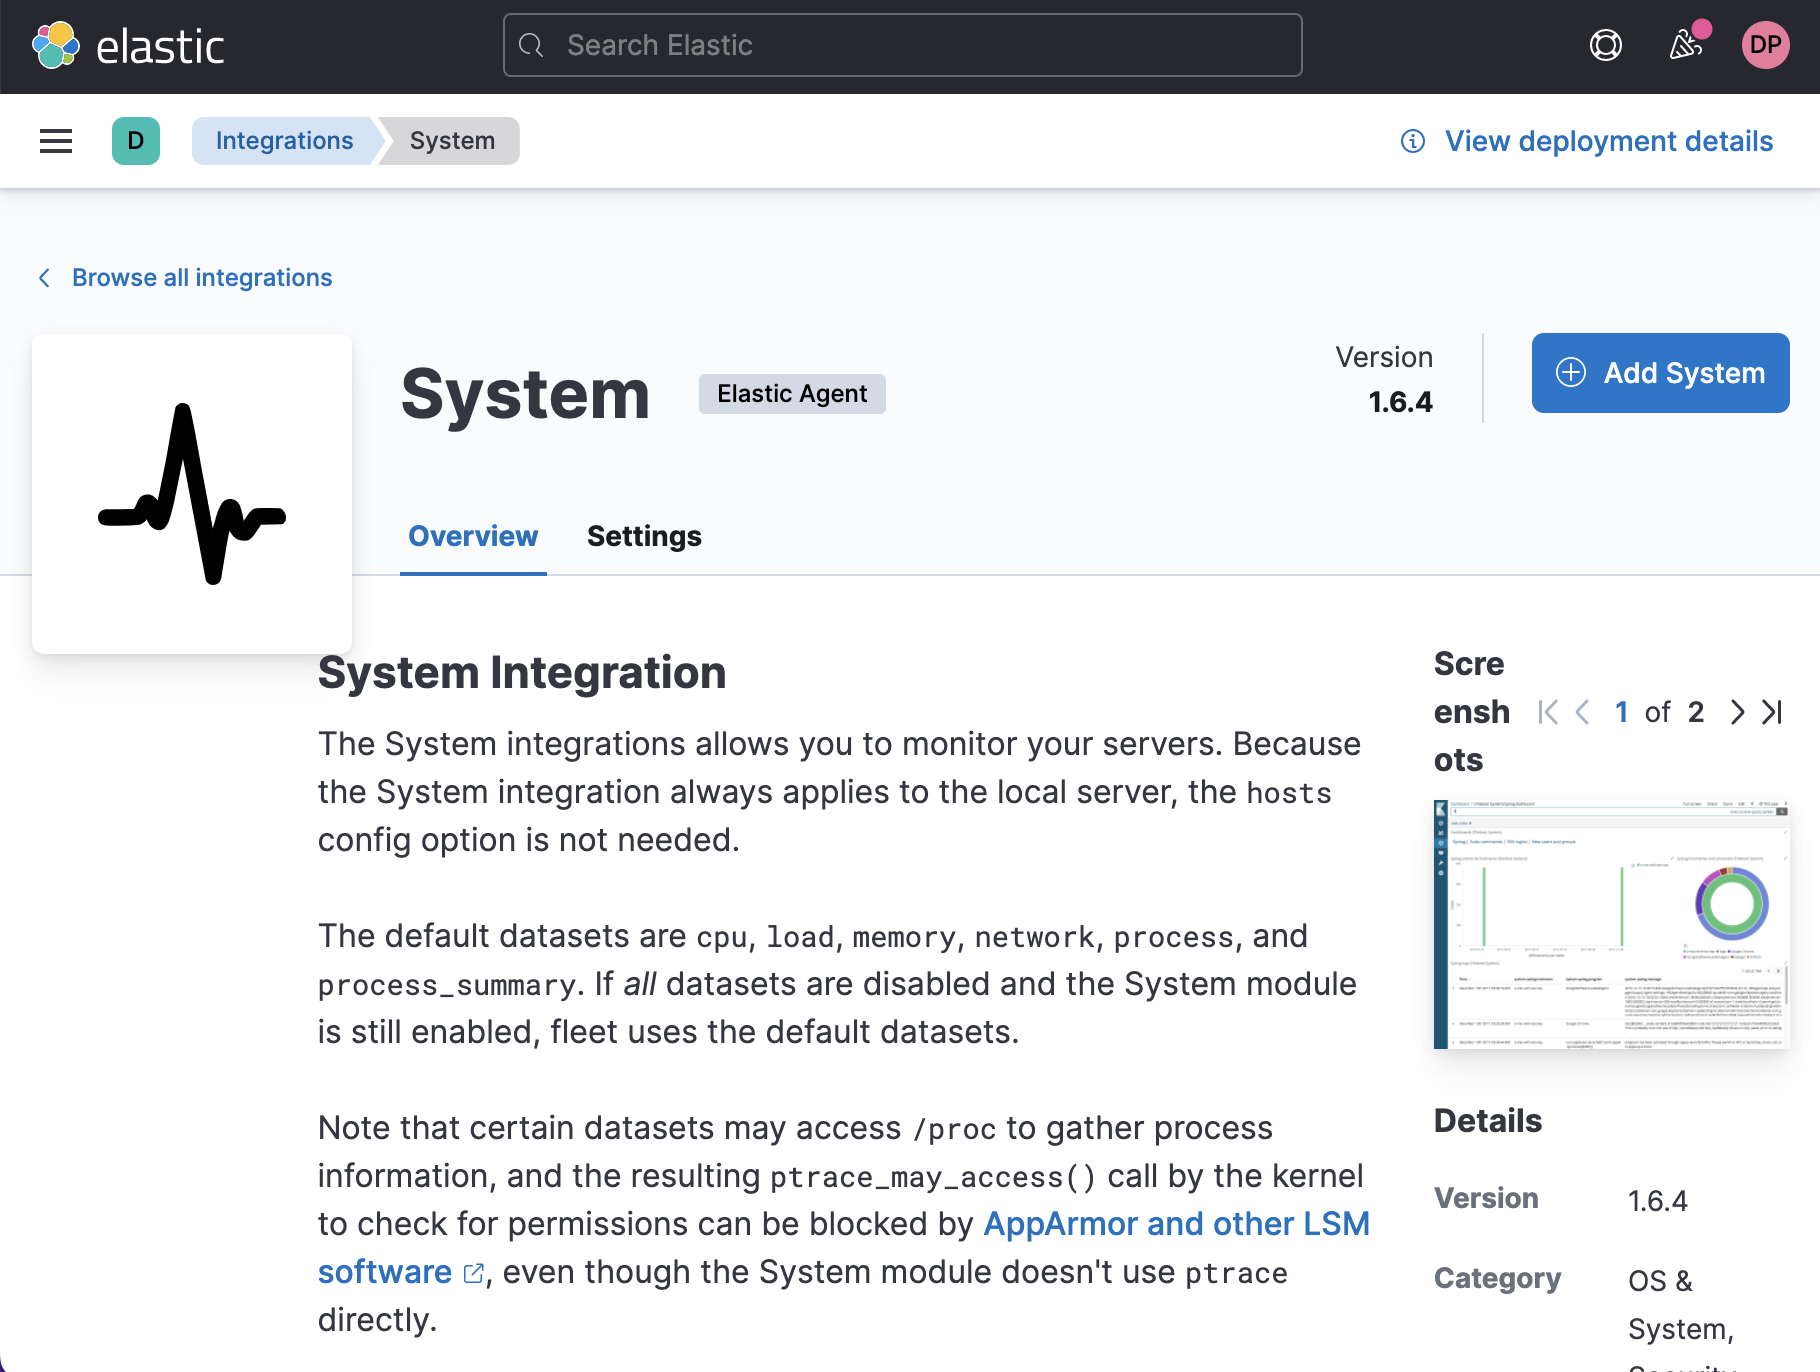 elastic
Search Elastic
DP
D
Integrations
System
View deployment details
Browse all integrations
System
Elastic Agent
Version
1.6.4
Add System
Overview
Settings
System Integration
The System integrations allows you to monitor your servers. Because
the System integration always applies to the local server, the hosts
config option is not needed.
The default datasets are cpu, load, memory, network, process, and
process_summary. If all datasets are disabled and the System module
is still enabled, fleet uses the default datasets.
Note that certain datasets may access /proc to gather process
information, and the resulting ptrace_may_access() call by the kernel
to check for permissions can be blocked by AppArmor and other LSM
software, even though the System module doesn't use ptrace
directly.
Scre
ensh
ots
1 of 2
Details
Version
1.6.4
Category
OS &
System,
Security